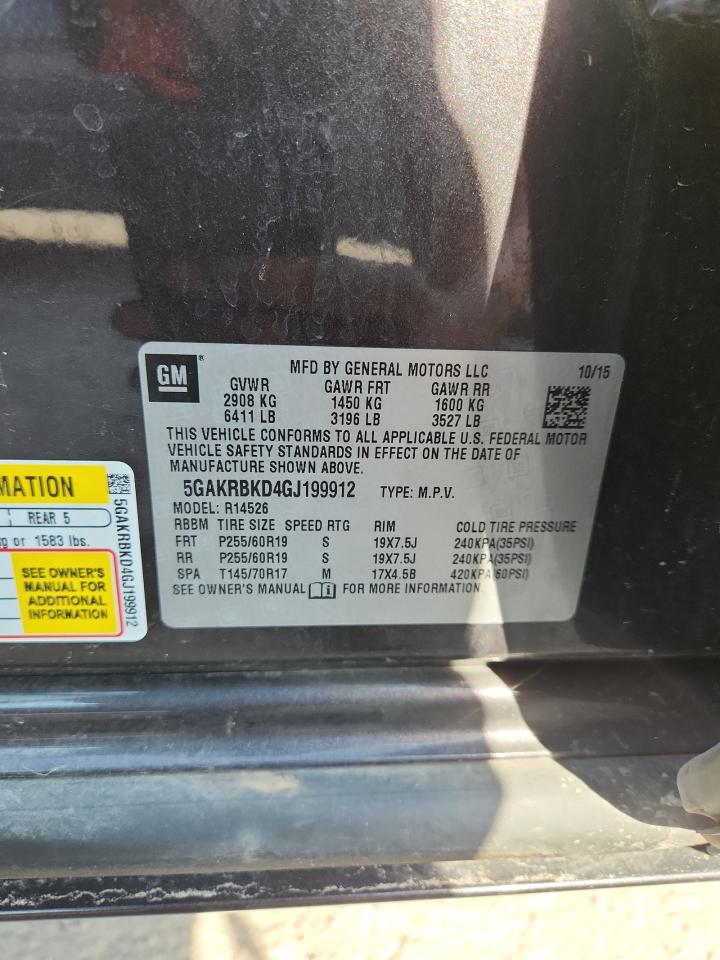 GM ®
MFD BY GENERAL MOTORS LLC 10/15
GVWR GAWR FRT GAWR RR
2908 KG 1450 KG 1600 KG
6411 LB 3196 LB 3527 LB
THIS VEHICLE CONFORMS TO ALL APPLICABLE U.S. FEDERAL MOTOR
VEHICLE SAFETY STANDARDS IN EFFECT ON THE DATE OF
MANUFACTURE SHOWN ABOVE.
5GAKRBKD4GJ199912 TYPE: M.P.V.
MODEL: R14526
RBBM TIRE SIZE SPEED RTG RIM COLD TIRE PRESSURE
FRT P255/60R19 S 19X7.5J 240KPA(35PSI)
RR P255/60R19 S 19X7.5J 240KPA(35PSI)
SPA T145/70R17 M 17X4.5B 420KPA(60PSI)
SEE OWNER'S MANUAL FOR MORE INFORMATION
MATION
REAR 5
or 1583 lbs.
SEE OWNER'S
MANUAL FOR
ADDITIONAL
INFORMATION
5GAKRBKD4GJ199912